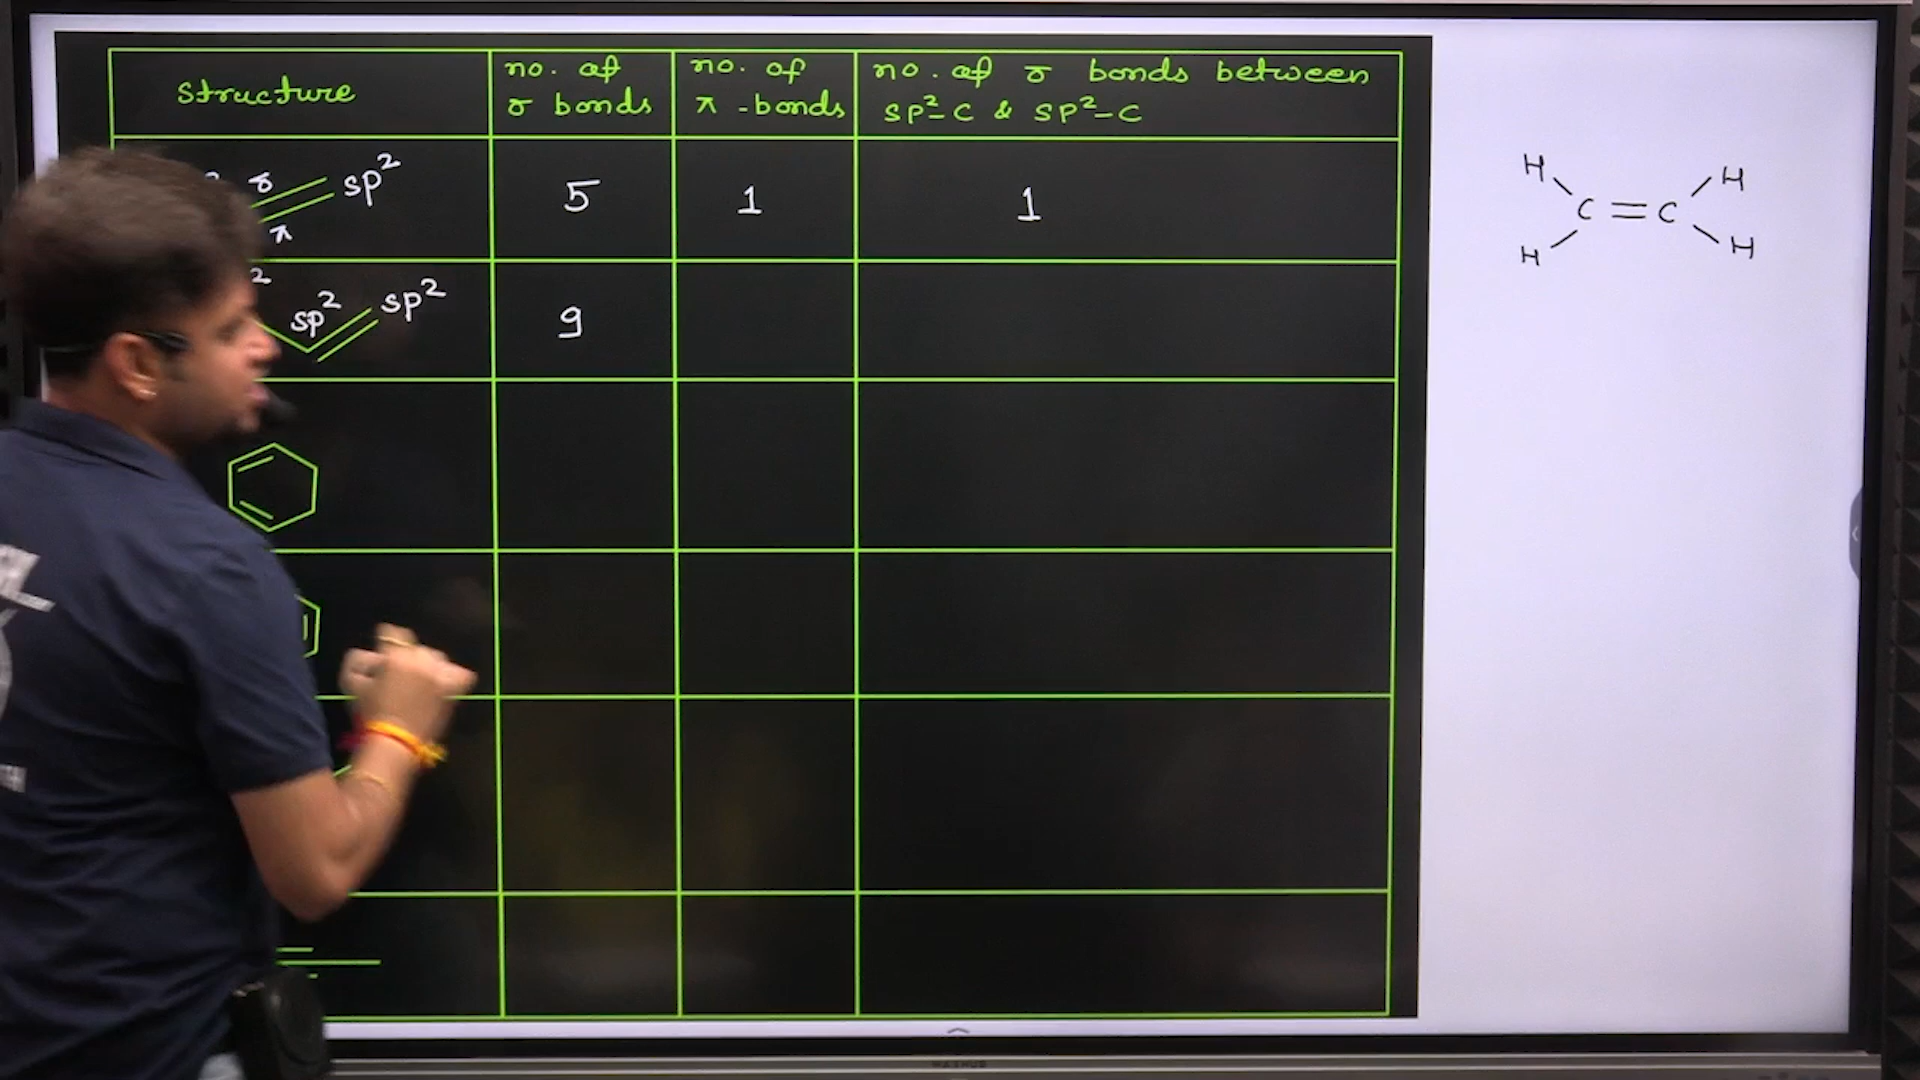 structure
no. of σ bonds
no. of π - bonds
no. of σ bonds between sp²-C & sp²-C
σ sp²
π
5 1 1
2
sp² sp²
9
H H
C = C
H H